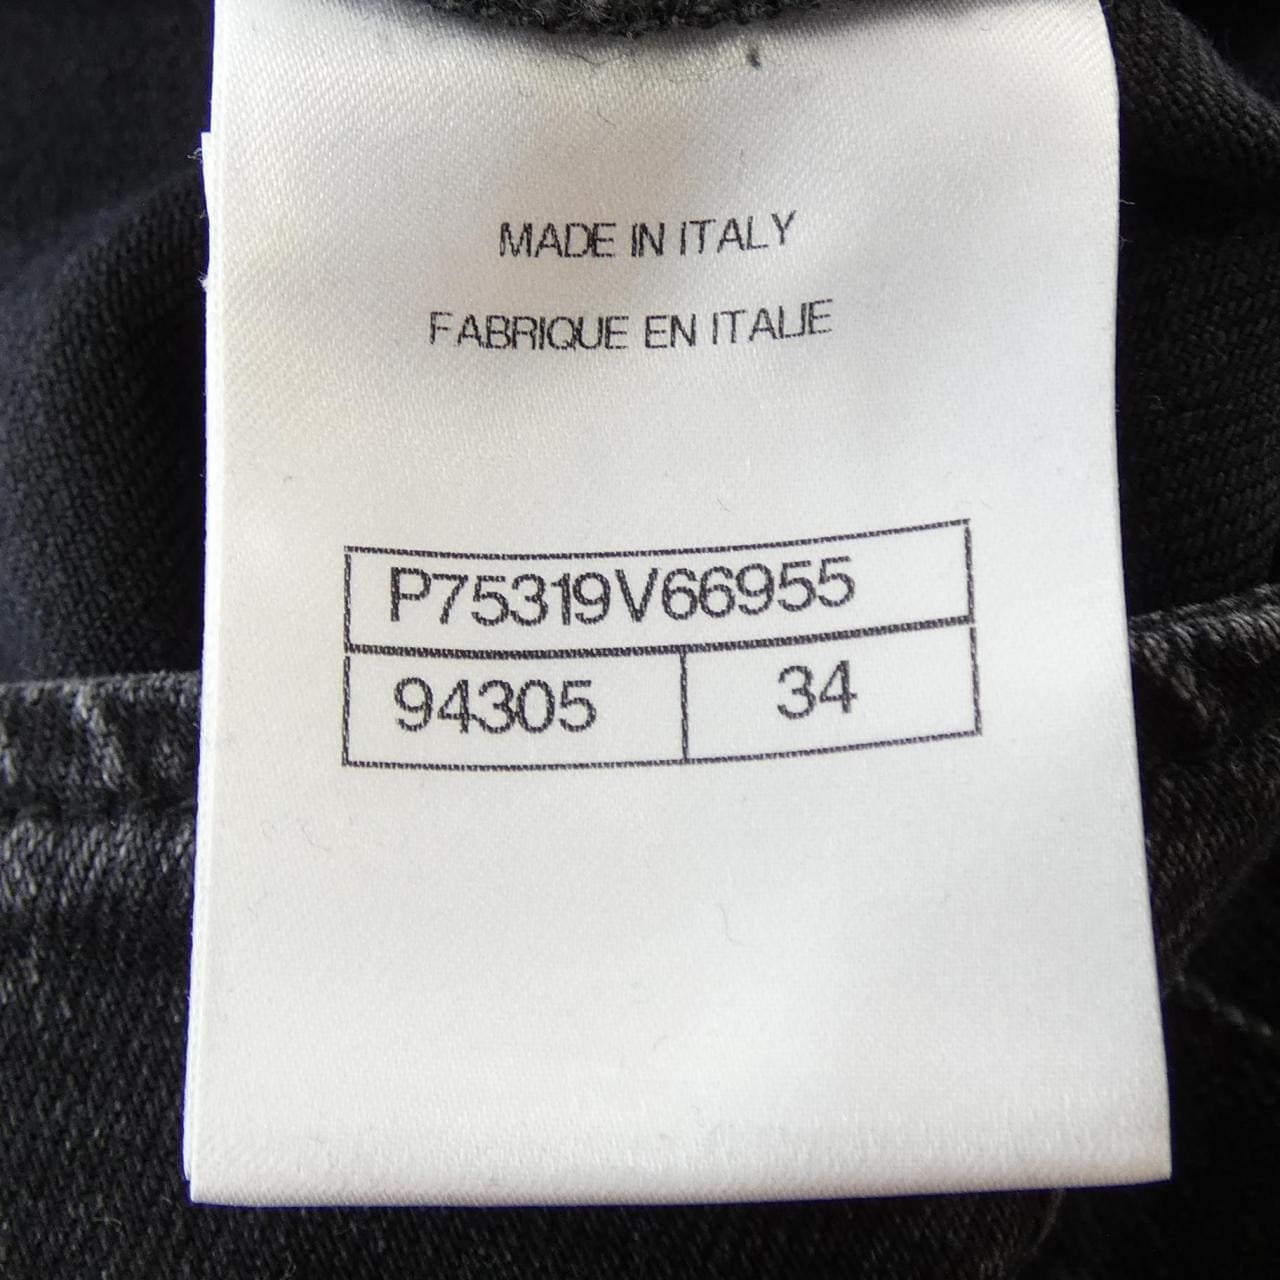 MADE IN ITALY
FABRIQUE EN ITALIE
P75319V66955
94305 34